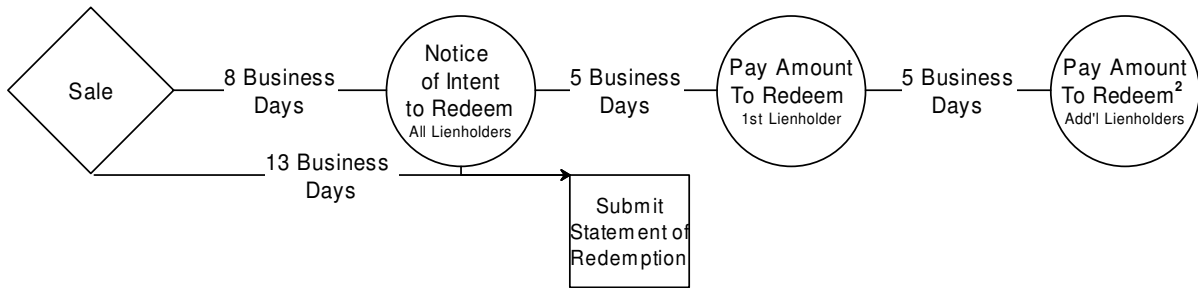 Sale
8 Business
Days
Notice
of Intent
to Redeem
All Lienholders
5 Business
Days
Pay Amount
To Redeem
1st Lienholder
5 Business
Days
Pay Amount
To Redeem²
Add'l Lienholders
13 Business
Days
Submit
Statement of
Redemption